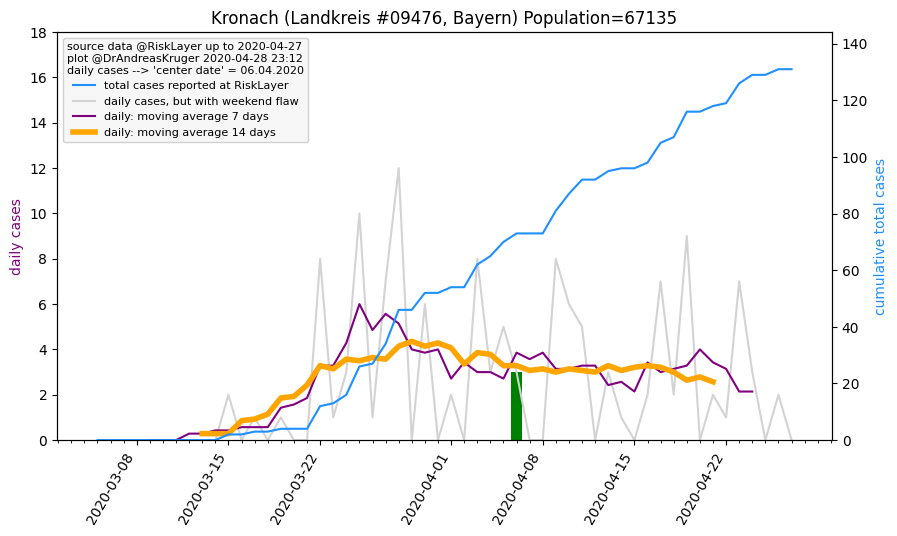 Kronach (Landkreis #09476, Bayern) Population=67135
source data @RiskLayer up to 2020-04-27
plot @DrAndreasKruger 2020-04-28 23:12
daily cases --> 'center date' = 06.04.2020
total cases reported at RiskLayer
daily cases, but with weekend flaw
daily: moving average 7 days
daily: moving average 14 days
daily cases
18
16
14
12
10
8
6
4
2
0
cumulative total cases
140
120
100
80
60
40
20
0
2020-03-08
2020-03-15
2020-03-22
2020-04-01
2020-04-08
2020-04-15
2020-04-22